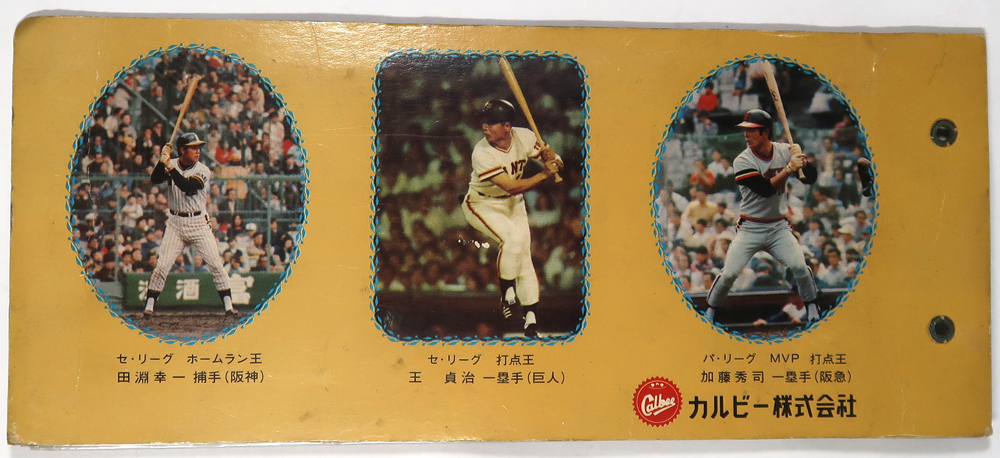 セ・リーグ ホームラン王
田淵幸一 捕手(阪神)
セ・リーグ 打点王
王 貞治 一塁手(巨人)
パ・リーグ MVP 打点王
加藤秀司 一塁手(阪急)
Calbee
カルビー株式会社
酒